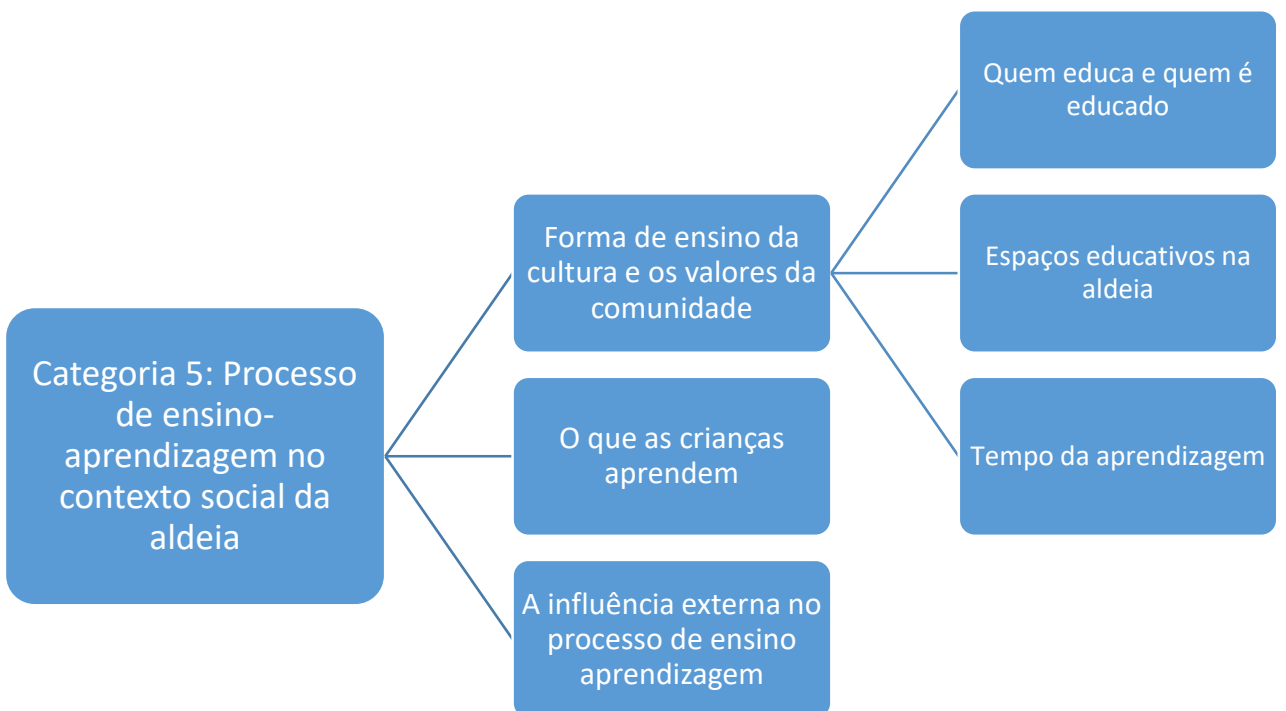 Categoria 5: Processo
de ensino-
aprendizagem no
contexto social da
aldeia
Forma de ensino da
cultura e os valores da
comunidade
O que as crianças
aprendem
A influência externa no
processo de ensino
aprendizagem
Quem educa e quem é
educado
Espaços educativos na
aldeia
Tempo da aprendizagem